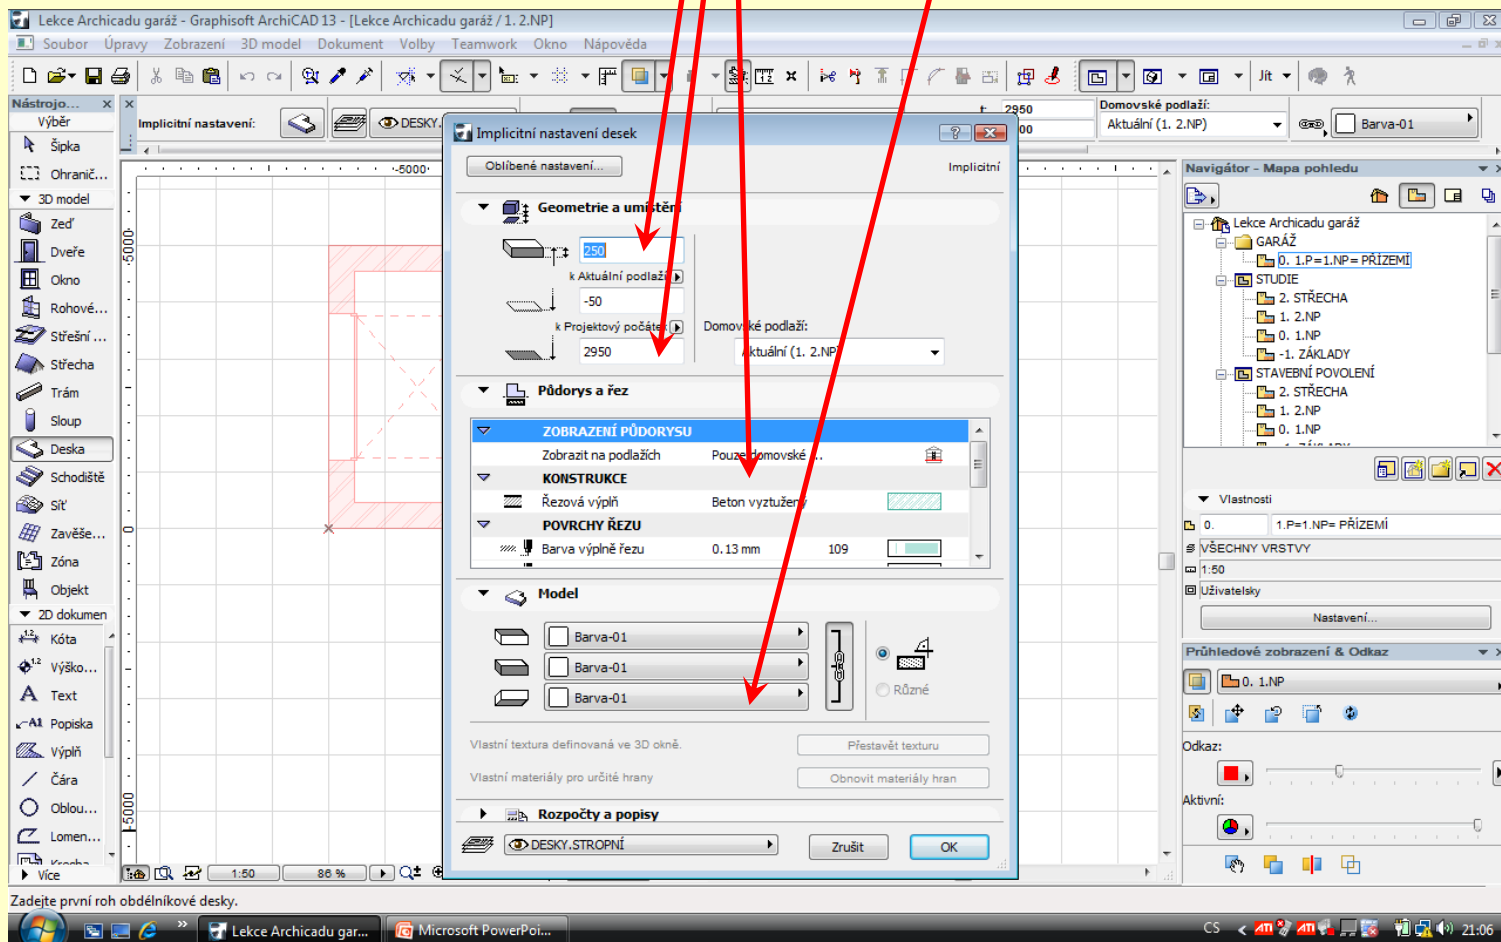 Lekce Archicadu garáž - Graphisoft ArchiCAD 13 - [Lekce Archicadu garáž / 1. 2.NP]
Soubor Úpravy Zobrazení 3D model Dokument Volby Teamwork Okno Nápověda
Jít
Nástrojo...
Výběr
Šipka
Ohranič...
3D model
Zeď
Dveře
Okno
Rohové...
Střešní ...
Střecha
Trám
Sloup
Deska
Schodiště
Síť
Zavěše...
Zóna
Objekt
2D dokumen
Kóta
Výško...
Text
Popiska
Výplň
Čára
Oblou...
Lomen...
Více
Implicitní nastavení:
DESKY.
t: 2950
00
Domovské podlaží:
Aktuální (1. 2.NP)
Barva-01
-5000
5000
0
-5000
Implicitní nastavení desek
Oblíbené nastavení...
Implicitní
Geometrie a umístění
250
k Aktuální podlaží
-50
k Projektový počátek
2950
Domovské podlaží:
Aktuální (1. 2.NP)
Půdorys a řez
ZOBRAZENÍ PŮDORYSU
Zobrazit na podlažích Pouze domovské ...
KONSTRUKCE
Řezová výplň Beton vyztužený
POVRCHY ŘEZU
Barva výplně řezu 0.13 mm 109
Model
Barva-01
Barva-01
Barva-01
Různé
Vlastní textura definovaná ve 3D okně.
Přestavět texturu
Vlastní materiály pro určité hrany
Obnovit materiály hran
Rozpočty a popisy
DESKY.STROPNÍ
Zrušit
OK
Navigátor - Mapa pohledu
Lekce Archicadu garáž
GARÁŽ
0. 1.P=1.NP= PŘÍZEMÍ
STUDIE
2. STŘECHA
1. 2.NP
0. 1.NP
-1. ZÁKLADY
STAVEBNÍ POVOLENÍ
2. STŘECHA
1. 2.NP
0. 1.NP
Vlastnosti
0. 1.P=1.NP= PŘÍZEMÍ
VŠECHNY VRSTVY
1:50
Uživatelsky
Nastavení...
Průhledové zobrazení & Odkaz
0. 1.NP
Odkaz:
Aktivní:
1:50
86 %
Zadejte první roh obdélníkové desky.
Lekce Archicadu gar...
Microsoft PowerPoi...
CS
21:06